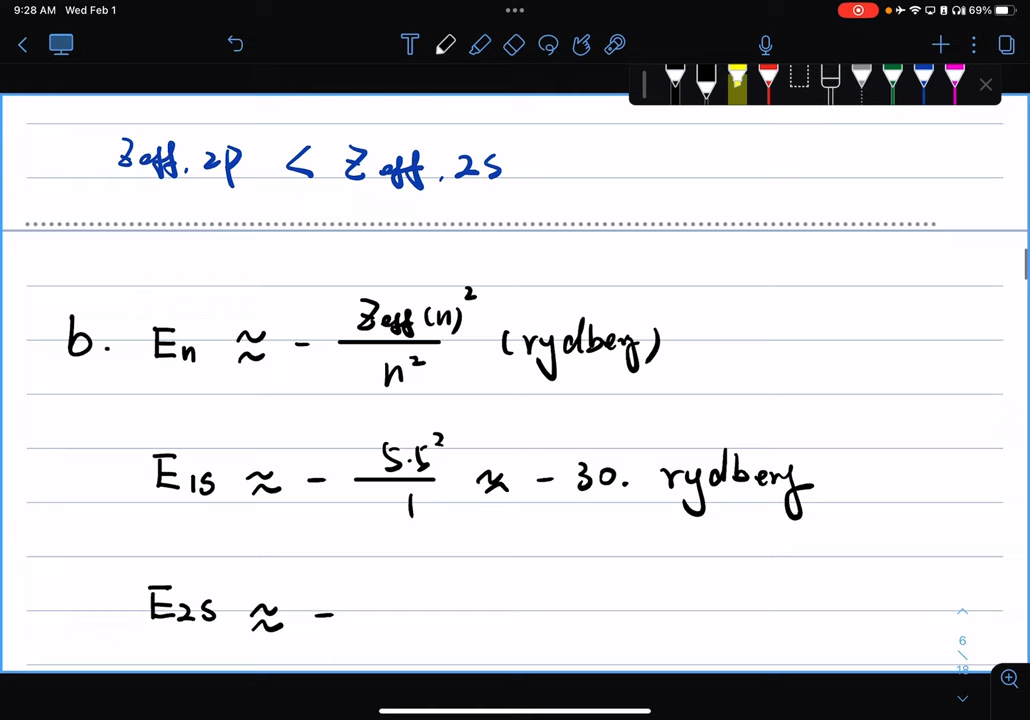 9:28 AM Wed Feb 1
69%
Zeff.2p < Zeff.2s
b. En ≈ - Zeff(n)² / n² (rydberg)
E1s ≈ - 5.5² / 1 ≈ - 30. rydberg
E2s ≈ -
6
18